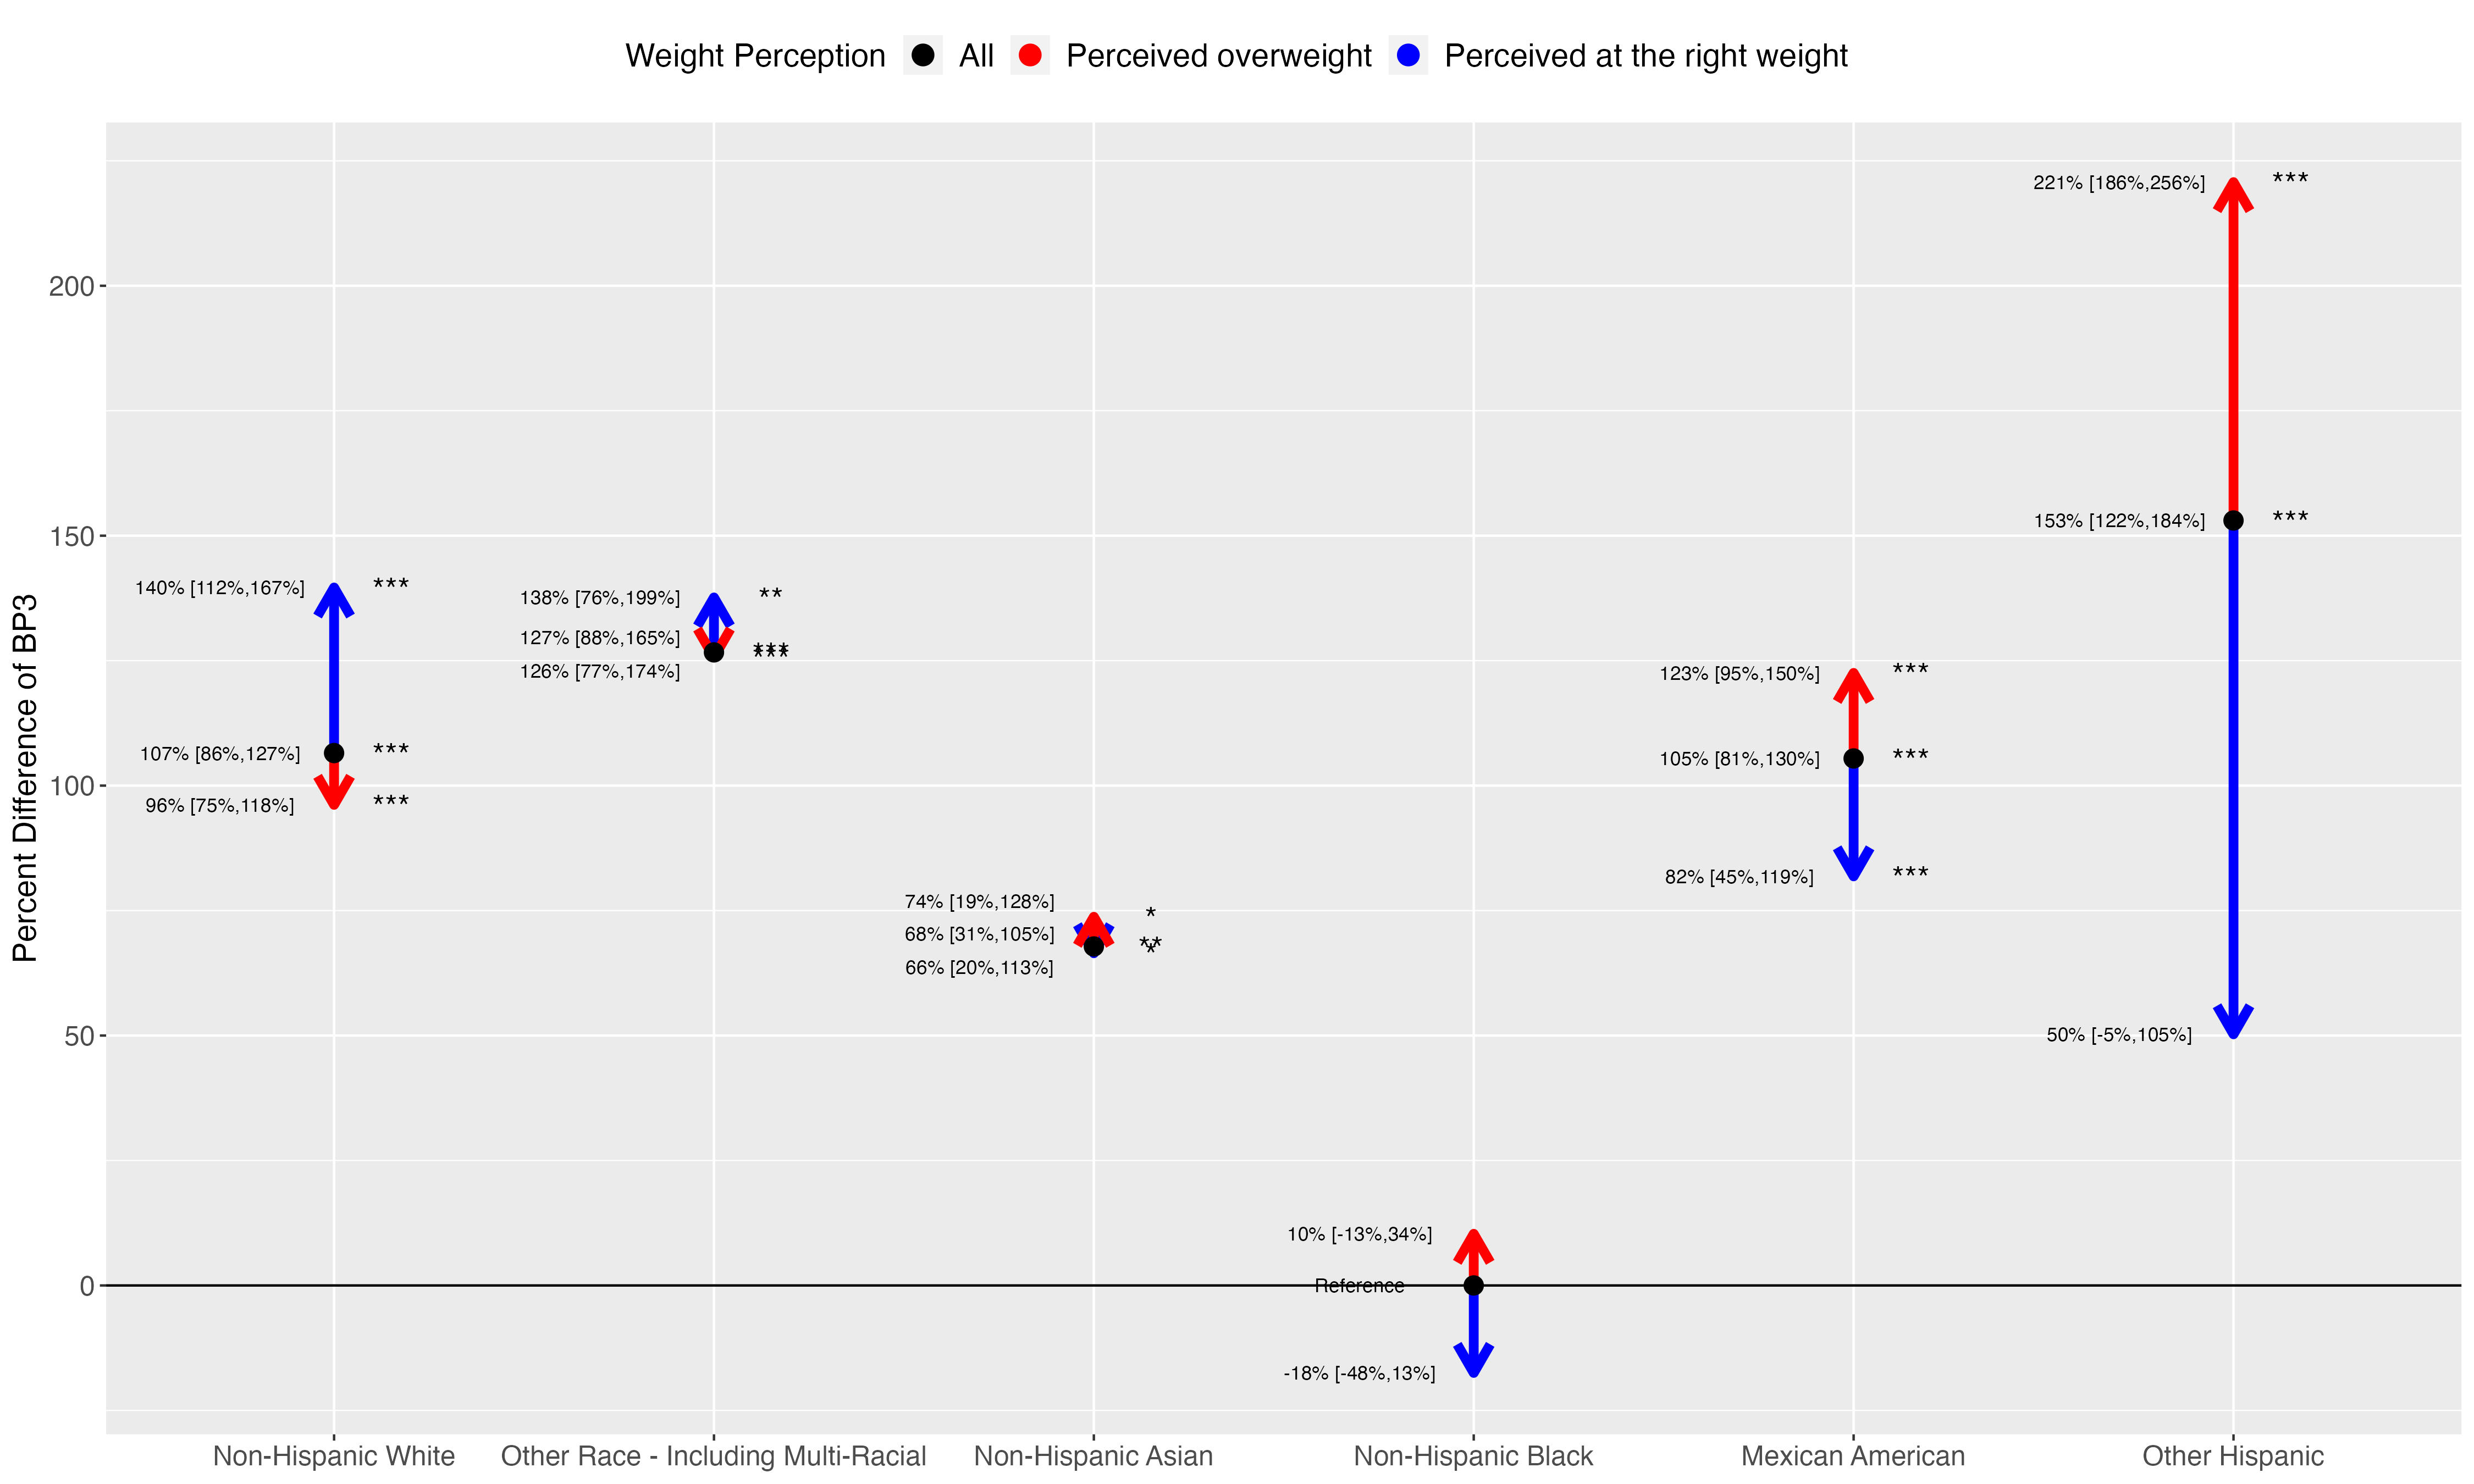 Weight Perception All Perceived overweight Perceived at the right weight
Percent Difference of BP3
200
150
100
50
0
140% [112%,167%] ***
107% [86%,127%] ***
96% [75%,118%] ***
138% [76%,199%] **
127% [88%,165%] ***
126% [77%,174%] ***
74% [19%,128%] *
68% [31%,105%] **
66% [20%,113%] *
10% [-13%,34%]
Reference
-18% [-48%,13%]
123% [95%,150%] ***
105% [81%,130%] ***
82% [45%,119%] ***
221% [186%,256%] ***
153% [122%,184%] ***
50% [-5%,105%]
Non-Hispanic White
Other Race - Including Multi-Racial
Non-Hispanic Asian
Non-Hispanic Black
Mexican American
Other Hispanic